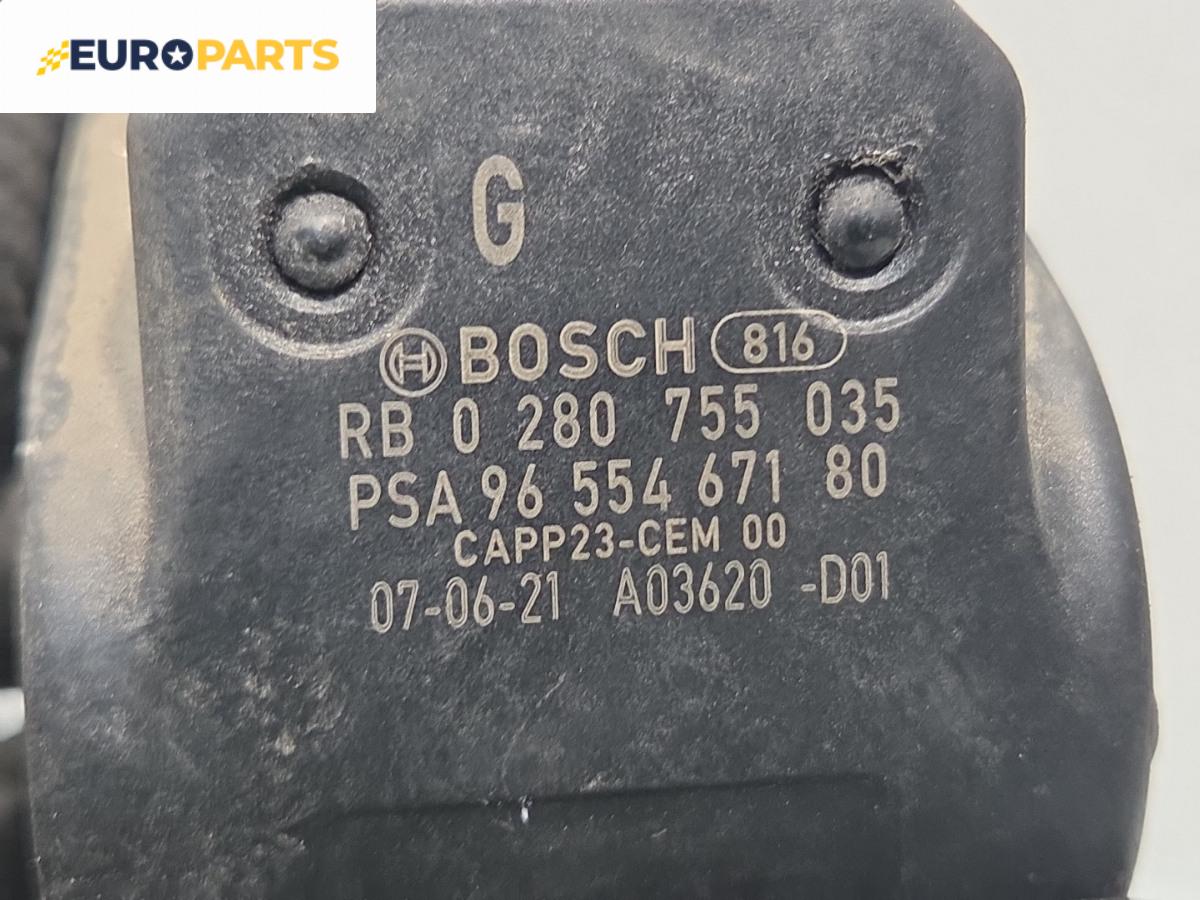 EUROPARTS
G
BOSCH 816
RB 0 280 755 035
PSA 96 554 671 80
CAPP23-CEM 00
07-06-21 A03620 -D01